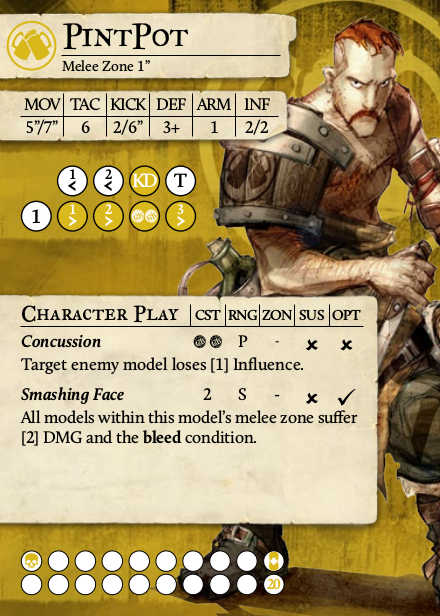 PINTPOT
Melee Zone 1”
MOV TAC KICK DEF ARM INF
5”/7” 6 2/6” 3+ 1 2/2
1 < 2 < KD T
1 1 > 2 > 3 >
CHARACTER PLAY CST RNG ZON SUS OPT
Concussion P - ✘ ✘
Target enemy model loses [1] Influence.
Smashing Face 2 S - ✘ ✓
All models within this model’s melee zone suffer
[2] DMG and the bleed condition.
20